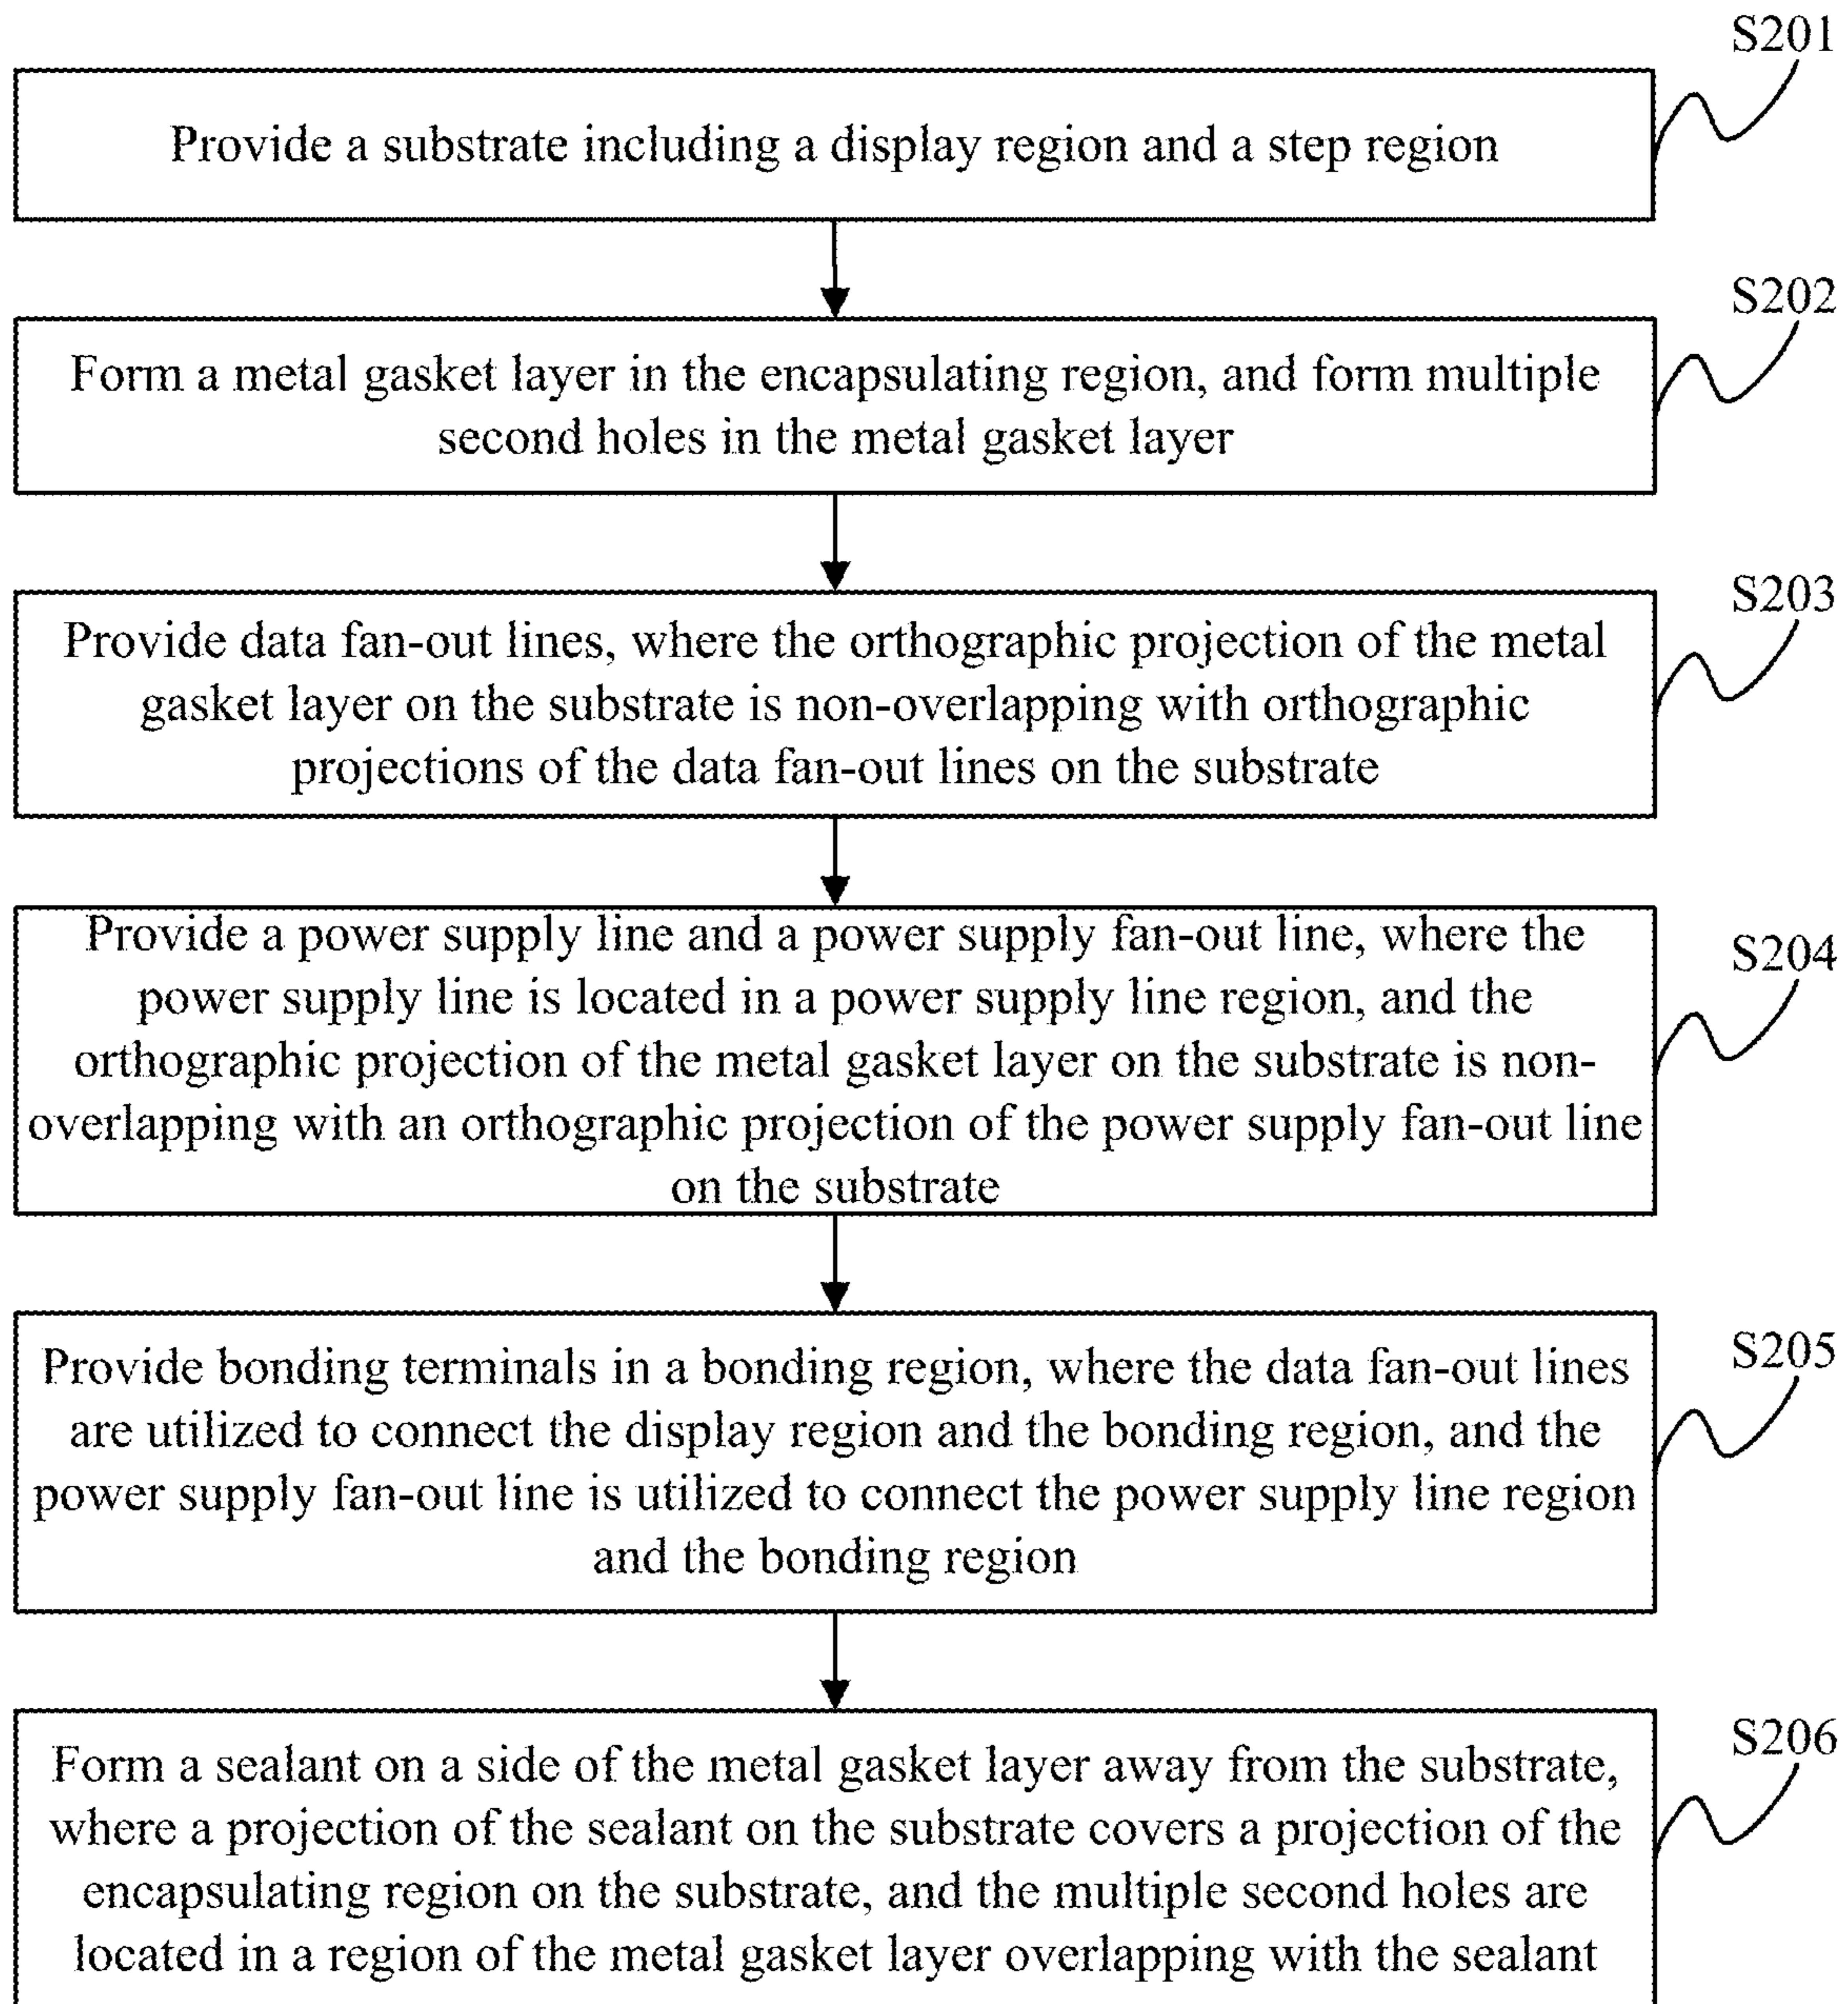 S201
Provide a substrate including a display region and a step region
S202
Form a metal gasket layer in the encapsulating region, and form multiple
second holes in the metal gasket layer
S203
Provide data fan-out lines, where the orthographic projection of the metal
gasket layer on the substrate is non-overlapping with orthographic
projections of the data fan-out lines on the substrate
S204
Provide a power supply line and a power supply fan-out line, where the
power supply line is located in a power supply line region, and the
orthographic projection of the metal gasket layer on the substrate is non-
overlapping with an orthographic projection of the power supply fan-out line
on the substrate
S205
Provide bonding terminals in a bonding region, where the data fan-out lines
are utilized to connect the display region and the bonding region, and the
power supply fan-out line is utilized to connect the power supply line region
and the bonding region
S206
Form a sealant on a side of the metal gasket layer away from the substrate,
where a projection of the sealant on the substrate covers a projection of the
encapsulating region on the substrate, and the multiple second holes are
located in a region of the metal gasket layer overlapping with the sealant